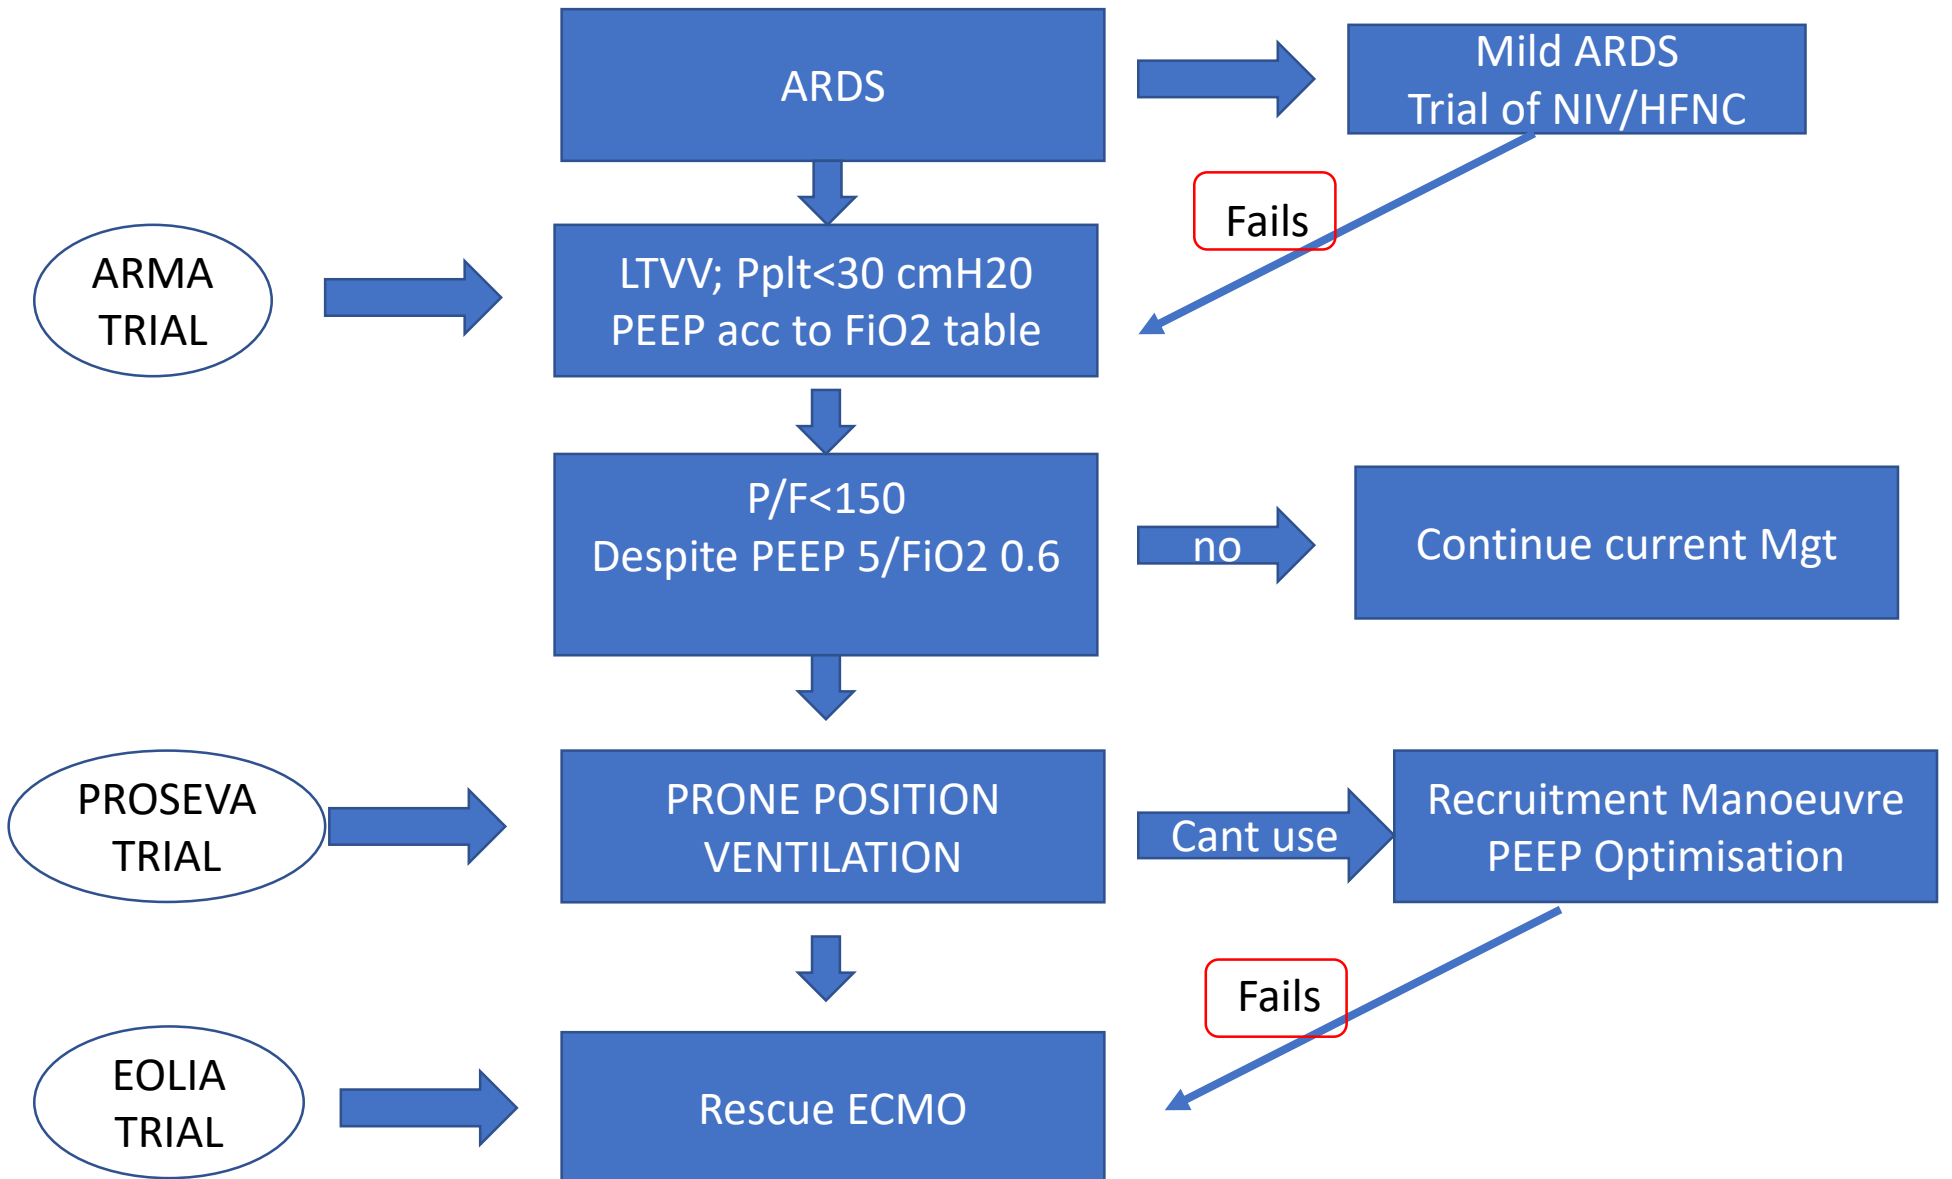 ARDS
Mild ARDS
Trial of NIV/HFNC
Fails
ARMA
TRIAL
LTVV; Pplt<30 cmH20
PEEP acc to FiO2 table
P/F<150
Despite PEEP 5/FiO2 0.6
no
Continue current Mgt
PROSEVA
TRIAL
PRONE POSITION
VENTILATION
Cant use
Recruitment Manoeuvre
PEEP Optimisation
Fails
EOLIA
TRIAL
Rescue ECMO